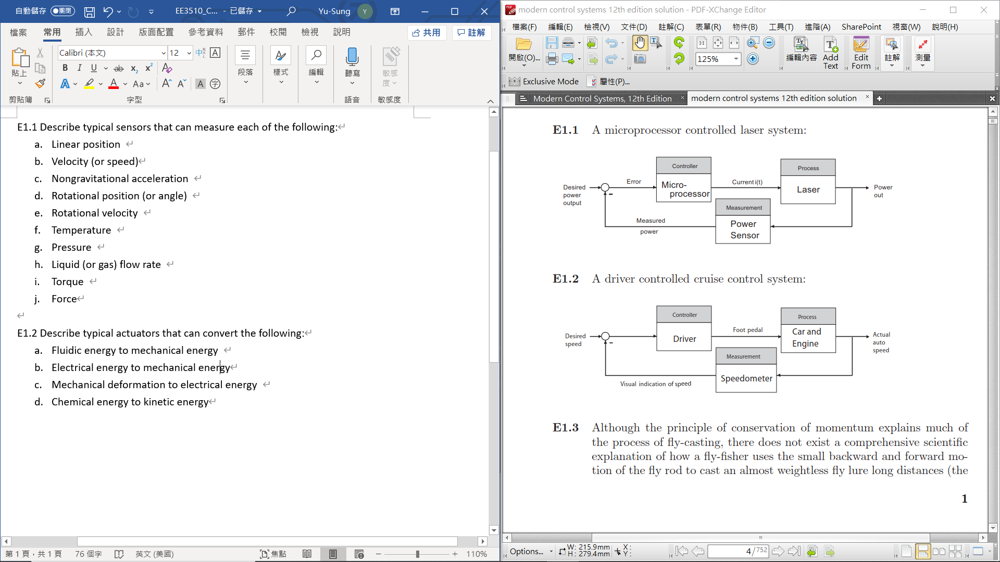 自動儲存 關閉 EE3510_C... - 已儲存 Yu-Sung Y
檔案 常用 插入 設計 版面配置 參考資料 郵件 校閱 檢視 說明 共用 註解
Calibri (本文) 12
貼上 段落 樣式 編輯 聽寫 敏感度
剪貼簿 字型 語音 敏感度
E1.1 Describe typical sensors that can measure each of the following:
a. Linear position
b. Velocity (or speed)
c. Nongravitational acceleration
d. Rotational position (or angle)
e. Rotational velocity
f. Temperature
g. Pressure
h. Liquid (or gas) flow rate
i. Torque
j. Force
E1.2 Describe typical actuators that can convert the following:
a. Fluidic energy to mechanical energy
b. Electrical energy to mechanical energy
c. Mechanical deformation to electrical energy
d. Chemical energy to kinetic energy
第 1 頁，共 1 頁 76 個字 英文 (美國) 焦點 110%
modern control systems 12th edition solution - PDF-XChange Editor
檔案(F) 編輯(E) 檢視(V) 文件(D) 註解(C) 表單(R) 物件(B) 工具(T) 進階(A) SharePoint 視窗(W) 說明(H)
開啟(O)... 125% 編輯內容 Add Text Edit Form 註解 測量
Exclusive Mode 屬性(P)...
Modern Control Systems, 12th Edition modern control systems 12th edition solution
E1.1 A microprocessor controlled laser system:
Controller
Process
Desired power output
Error
Micro-processor
Current i(t)
Laser
Power out
Measurement
Measured power
Power Sensor
E1.2 A driver controlled cruise control system:
Controller
Process
Desired speed
Driver
Foot pedal
Car and Engine
Actual auto speed
Measurement
Visual indication of speed
Speedometer
E1.3 Although the principle of conservation of momentum explains much of
the process of fly-casting, there does not exist a comprehensive scientific
explanation of how a fly-fisher uses the small backward and forward mo-
tion of the fly rod to cast an almost weightless fly lure long distances (the
1
Options... W: 215.9mm H: 279.4mm X: Y: 4/752